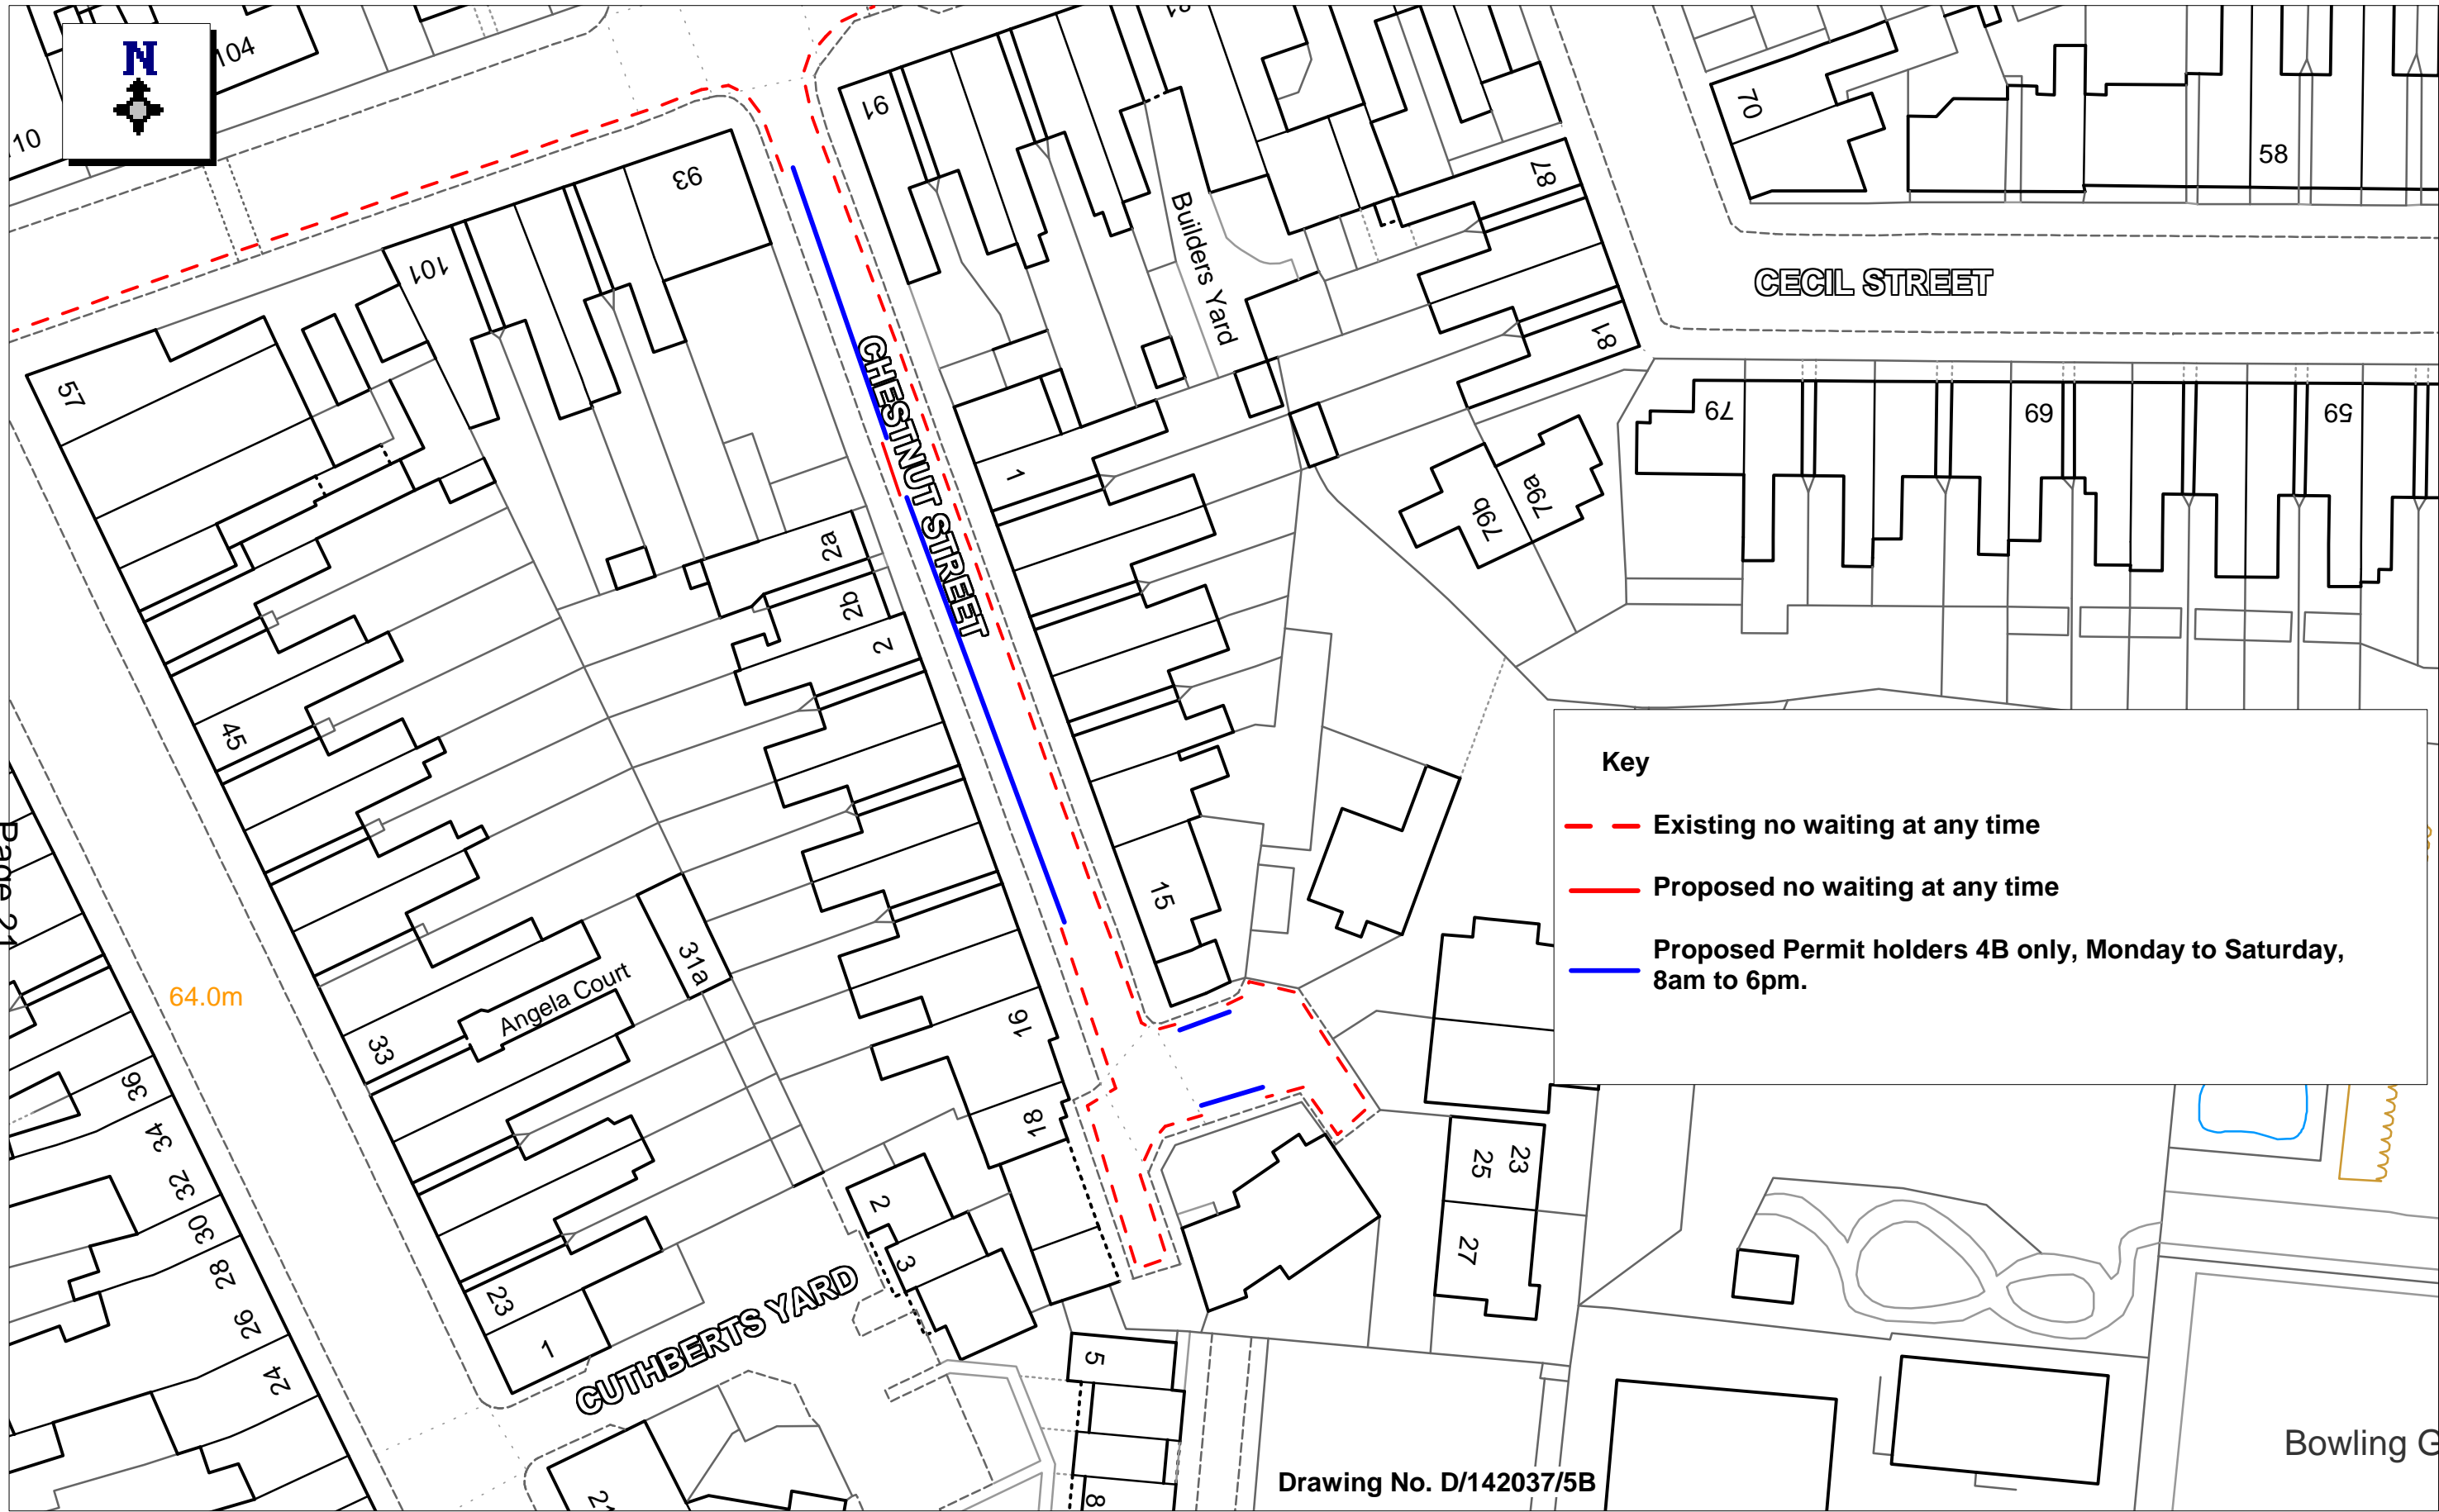 N
104
10
93
91
87
70
58
101
Builders Yard
CECIL STREET
57
CHESTNUT STREET
81
79
69
59
1
79b
79a
2a
2b
2
45
Key
Existing no waiting at any time
Proposed no waiting at any time
Proposed Permit holders 4B only, Monday to Saturday,
8am to 6pm.
Page 21
15
31a
Angela Court
64.0m
33
16
18
36
34
32
30
28
26
24
25
23
27
2
3
23
1
CUTHBERTS YARD
5
8
Bowling G
Drawing No. D/142037/5B